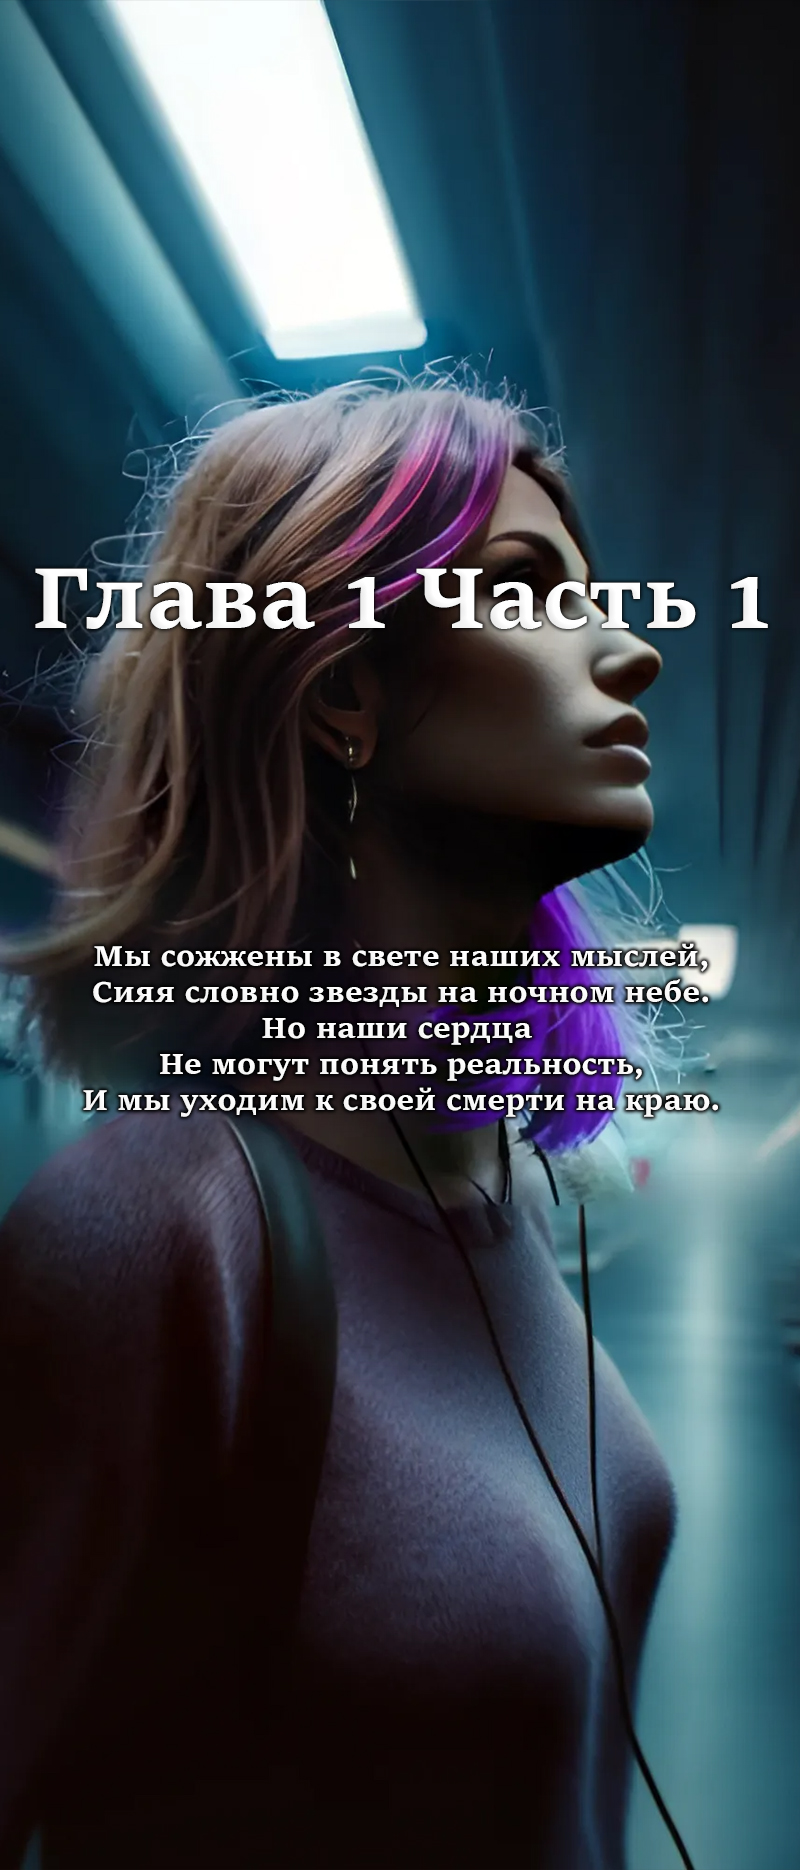 Глава 1 Часть 1
Мы сожжены в свете наших мыслей,
Сияя словно звезды на ночном небе.
Но наши сердца
Не могут понять реальность,
И мы уходим к своей смерти на краю.